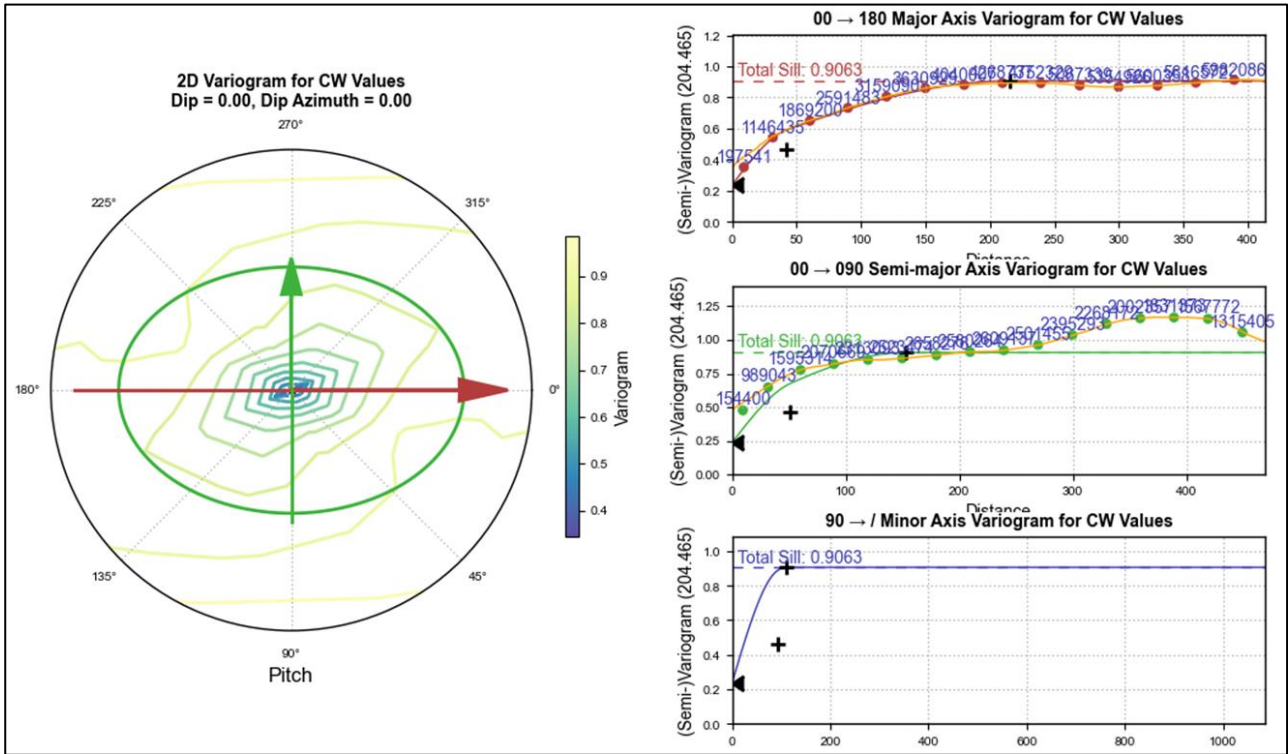 2D Variogram for CW Values
Dip = 0.00, Dip Azimuth = 0.00
270°
225°
315°
180°
0°
135°
45°
90°
Pitch
0.9
0.8
0.7
0.6
0.5
0.4
Variogram
00 → 180 Major Axis Variogram for CW Values
(Semi-)Variogram (204.465)
1.2
1.0
0.8
0.6
0.4
0.2
0.0
Total Sill: 0.9063
197541
1146435
1869200
2591483
0 50 100 150 200 250 300 350 400
Distance
00 → 090 Semi-major Axis Variogram for CW Values
(Semi-)Variogram (204.465)
1.25
1.00
0.75
0.50
0.25
0.00
Total Sill: 0.9063
154400
989043
1315405
0 100 200 300 400
Distance
90 → / Minor Axis Variogram for CW Values
(Semi-)Variogram (204.465)
1.0
0.8
0.6
0.4
0.2
0.0
Total Sill: 0.9063
0 200 400 600 800 1000